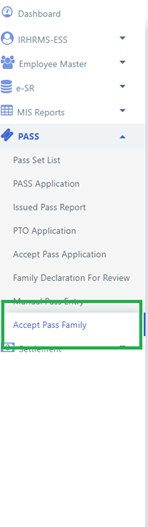 Dashboard
IRHRMS-ESS
Employee Master
e-SR
MIS Reports
PASS
Pass Set List
PASS Application
Issued Pass Report
PTO Application
Accept Pass Application
Family Declaration For Review
Manual Pass Entry
Accept Pass Family
Settlement